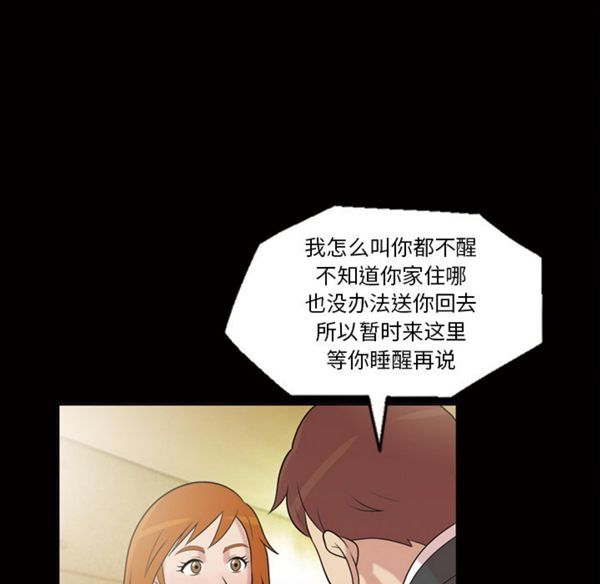 我怎么叫你都不醒
不知道你家住哪
也没办法送你回去
所以暂时来这里
等你睡醒再说